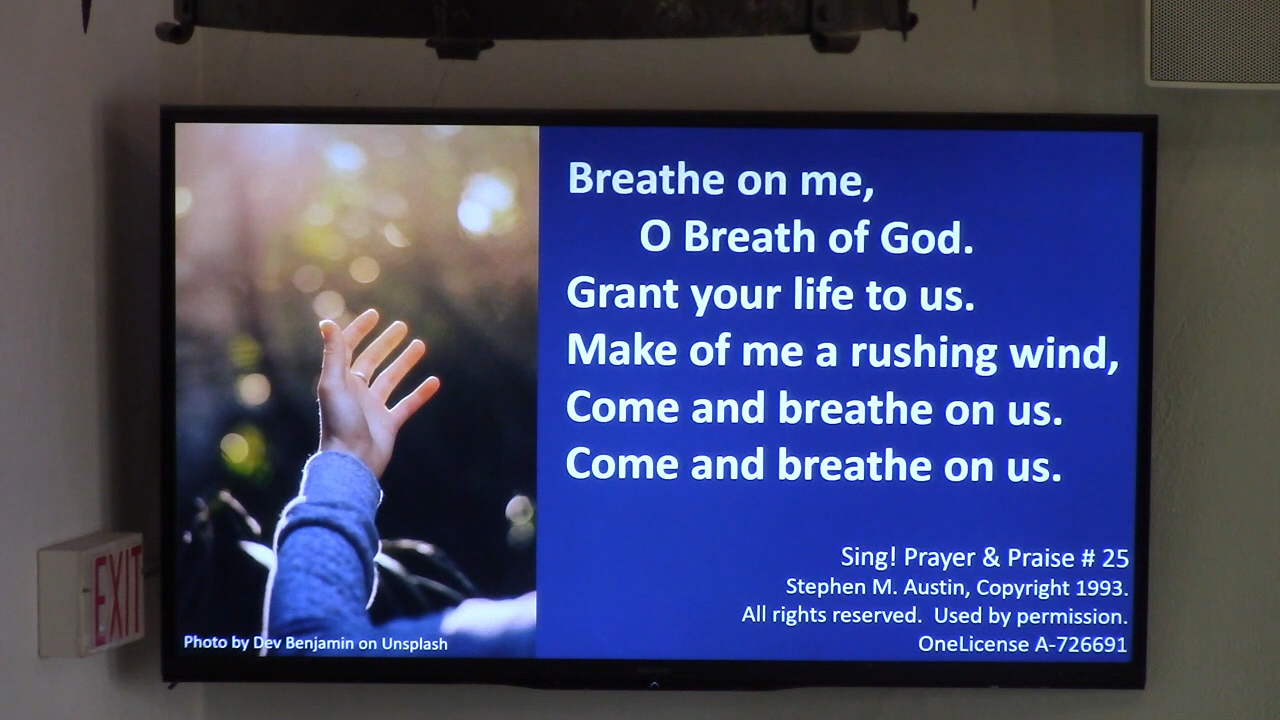 Breathe on me,
O Breath of God.
Grant your life to us.
Make of me a rushing wind,
Come and breathe on us.
Come and breathe on us.
Sing! Prayer & Praise # 25
Stephen M. Austin, Copyright 1993.
All rights reserved. Used by permission.
OneLicense A-726691
Photo by Dev Benjamin on Unsplash
EXIT